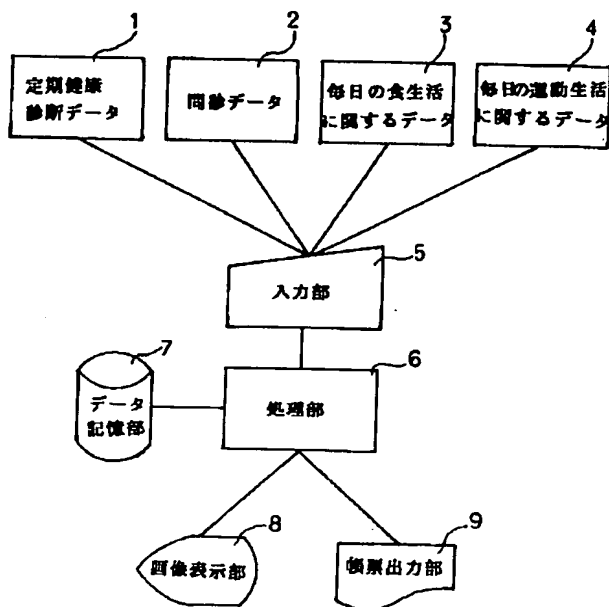 1
2
3
4
定期健康
診断データ
問診データ
毎日の食生活
に関するデータ
毎日の運動生活
に関するデータ
5
入力部
7
6
データ
記憶部
処理部
8
9
画像表示部
帳票出力部